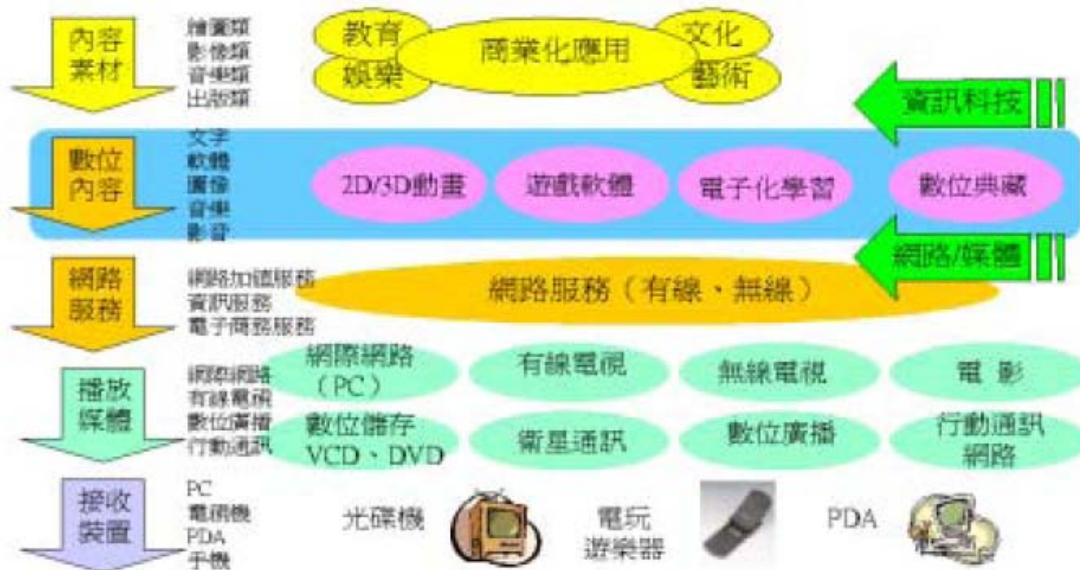 內容
素材
繪圖類
影像類
音樂類
出版類
教育
娛樂
商業化應用
文化
藝術
資訊科技
數位
內容
文字
軟體
圖像
音樂
影音
2D/3D動畫
遊戲軟體
電子化學習
數位典藏
網路/媒體
網路
服務
網路加值服務
資訊服務
電子商務服務
網路服務（有線、無線）
播放
媒體
網際網路
有線電視
數位廣播
行動通訊
網際網路
（PC）
有線電視
無線電視
電 影
數位儲存
VCD、DVD
衛星通訊
數位廣播
行動通訊
網路
接收
裝置
PC
電視機
PDA
手機
光碟機
電玩
遊樂器
PDA